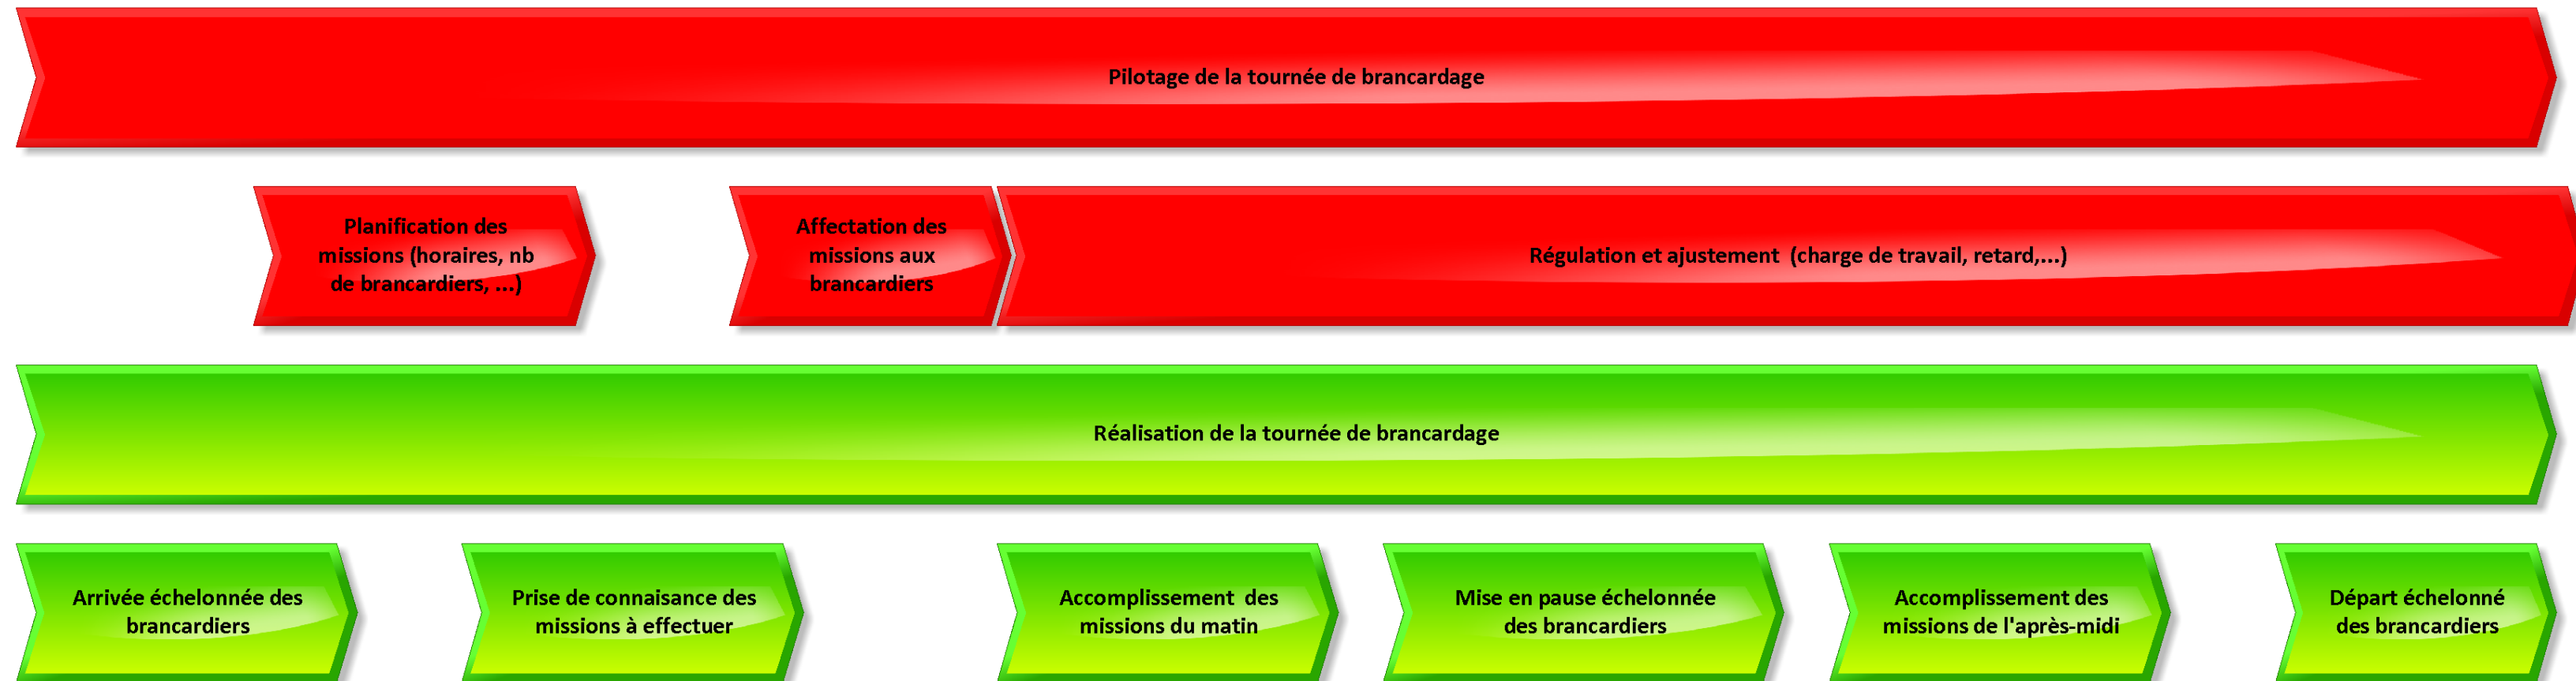 Pilotage de la tournée de brancardage
Planification des
missions (horaires, nb
de brancardiers, ...)
Affectation des
missions aux
brancardiers
Régulation et ajustement (charge de travail, retard,...)
Réalisation de la tournée de brancardage
Arrivée échelonnée des
brancardiers
Prise de connaisance des
missions à effectuer
Accomplissement des
missions du matin
Mise en pause échelonnée
des brancardiers
Accomplissement des
missions de l'après-midi
Départ échelonné
des brancardiers